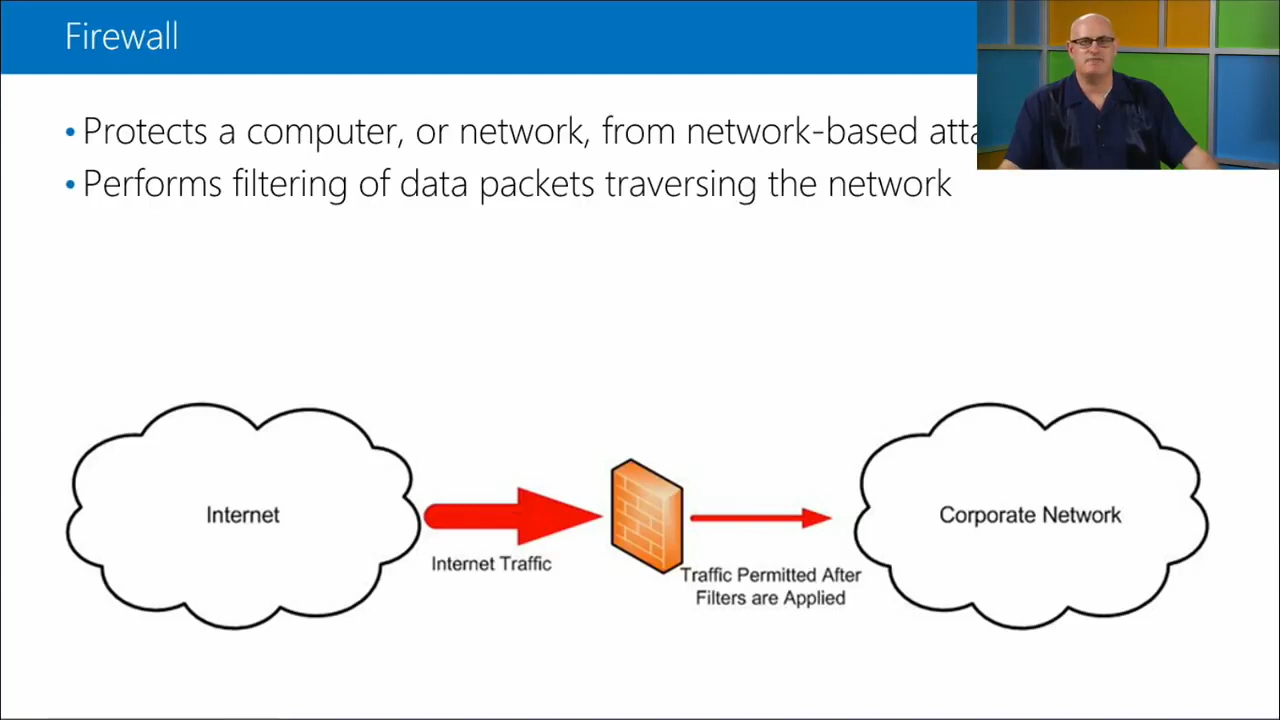 Firewall
• Protects a computer, or network, from network-based
• Performs filtering of data packets traversing the network
Internet
Internet Traffic
Traffic Permitted After
Filters are Applied
Corporate Network